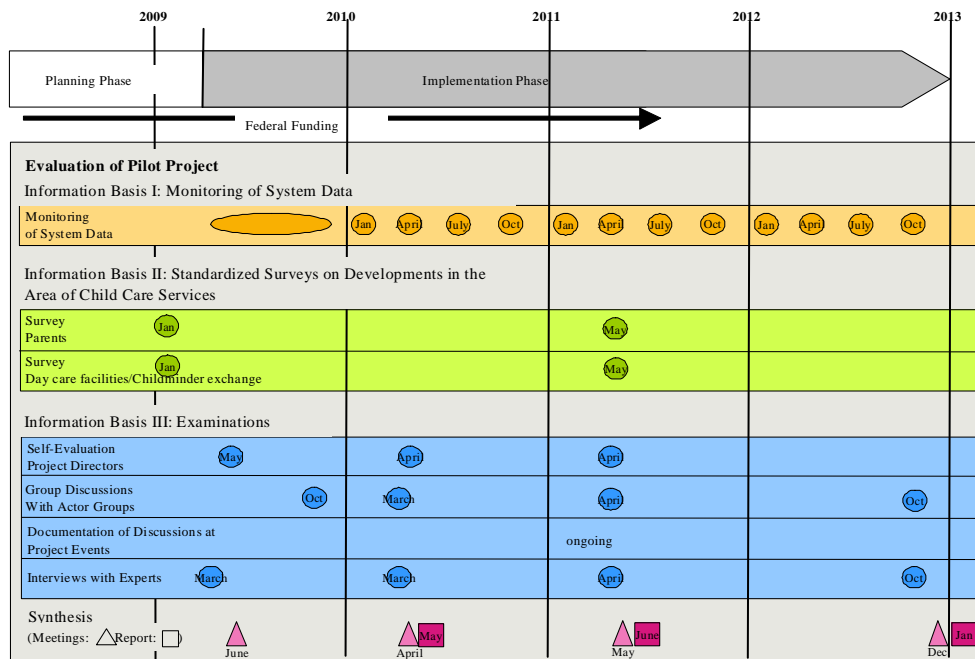 2009 2010 2011 2012 2013
Planning Phase Implementation Phase
Federal Funding
Evaluation of Pilot Project
Information Basis I: Monitoring of System Data
Monitoring
of System Data
Jan April July Oct Jan April July Oct Jan April July Oct
Information Basis II: Standardized Surveys on Developments in the
Area of Child Care Services
Survey
Parents
Jan May
Survey
Day care facilities/Childminder exchange
Jan May
Information Basis III: Examinations
Self-Evaluation
Project Directors
May April April
Group Discussions
With Actor Groups
Oct March April Oct
Documentation of Discussions at
Project Events
ongoing
Interviews with Experts March March April Oct
Synthesis
(Meetings: Report: )
May June Jan
June April May Dec